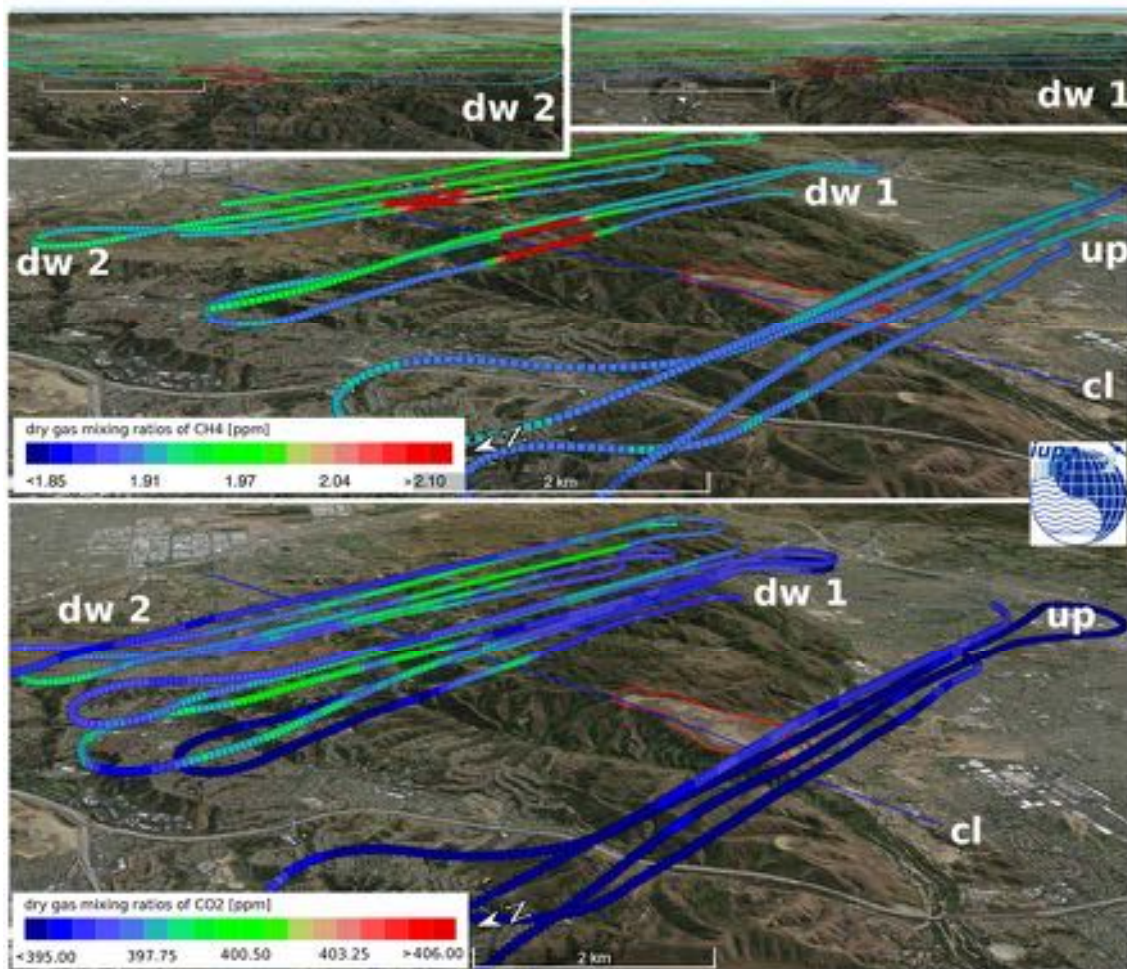 dw 2
dw 1
dw 1
dw 2
up
cl
dry gas mixing ratios of CH4 [ppm]
<1.85 1.91 1.97 2.04 >2.10
N
2 km
iup
dw 2
dw 1
up
cl
dry gas mixing ratios of CO2 [ppm]
<395.00 397.75 400.50 403.25 >406.00
N
2 km